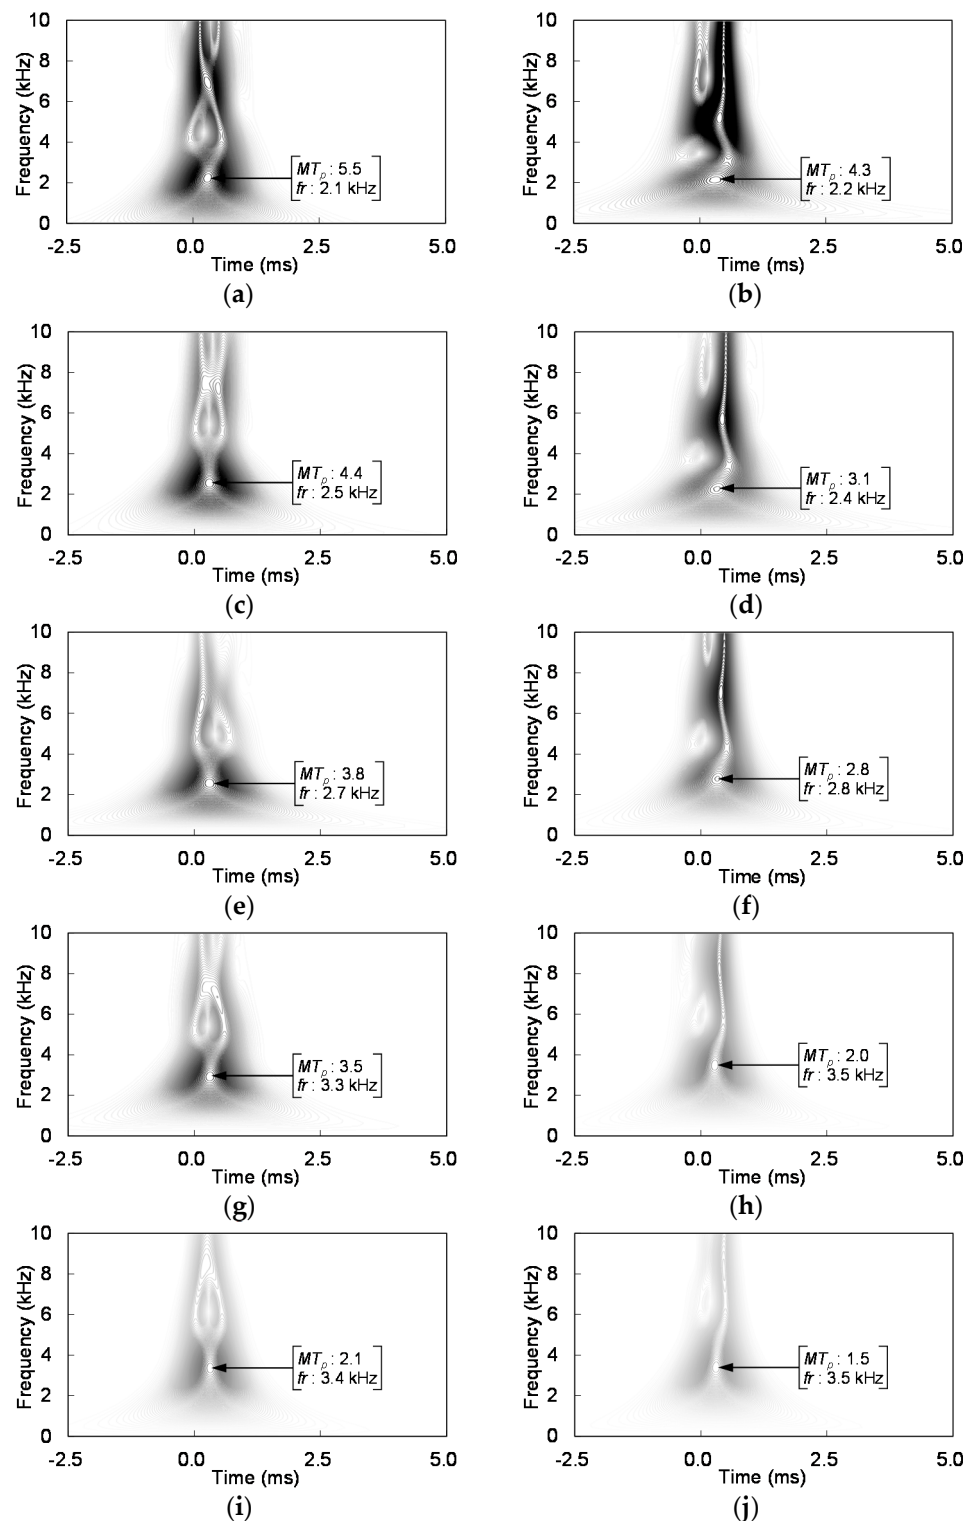 10
8
6
4
2
0
Frequency (kHz)
MTp : 5.5
fr : 2.1 kHz
-2.5 0.0 2.5 5.0
Time (ms)
(a)
10
8
6
4
2
0
Frequency (kHz)
MTp : 4.3
fr : 2.2 kHz
-2.5 0.0 2.5 5.0
Time (ms)
(b)
10
8
6
4
2
0
Frequency (kHz)
MTp : 4.4
fr : 2.5 kHz
-2.5 0.0 2.5 5.0
Time (ms)
(c)
10
8
6
4
2
0
Frequency (kHz)
MTp : 3.1
fr : 2.4 kHz
-2.5 0.0 2.5 5.0
Time (ms)
(d)
10
8
6
4
2
0
Frequency (kHz)
MTp : 3.8
fr : 2.7 kHz
-2.5 0.0 2.5 5.0
Time (ms)
(e)
10
8
6
4
2
0
Frequency (kHz)
MTp : 2.8
fr : 2.8 kHz
-2.5 0.0 2.5 5.0
Time (ms)
(f)
10
8
6
4
2
0
Frequency (kHz)
MTp : 3.5
fr : 3.3 kHz
-2.5 0.0 2.5 5.0
Time (ms)
(g)
10
8
6
4
2
0
Frequency (kHz)
MTp : 2.0
fr : 3.5 kHz
-2.5 0.0 2.5 5.0
Time (ms)
(h)
10
8
6
4
2
0
Frequency (kHz)
MTp : 2.1
fr : 3.4 kHz
-2.5 0.0 2.5 5.0
Time (ms)
(i)
10
8
6
4
2
0
Frequency (kHz)
MTp : 1.5
fr : 3.5 kHz
-2.5 0.0 2.5 5.0
Time (ms)
(j)